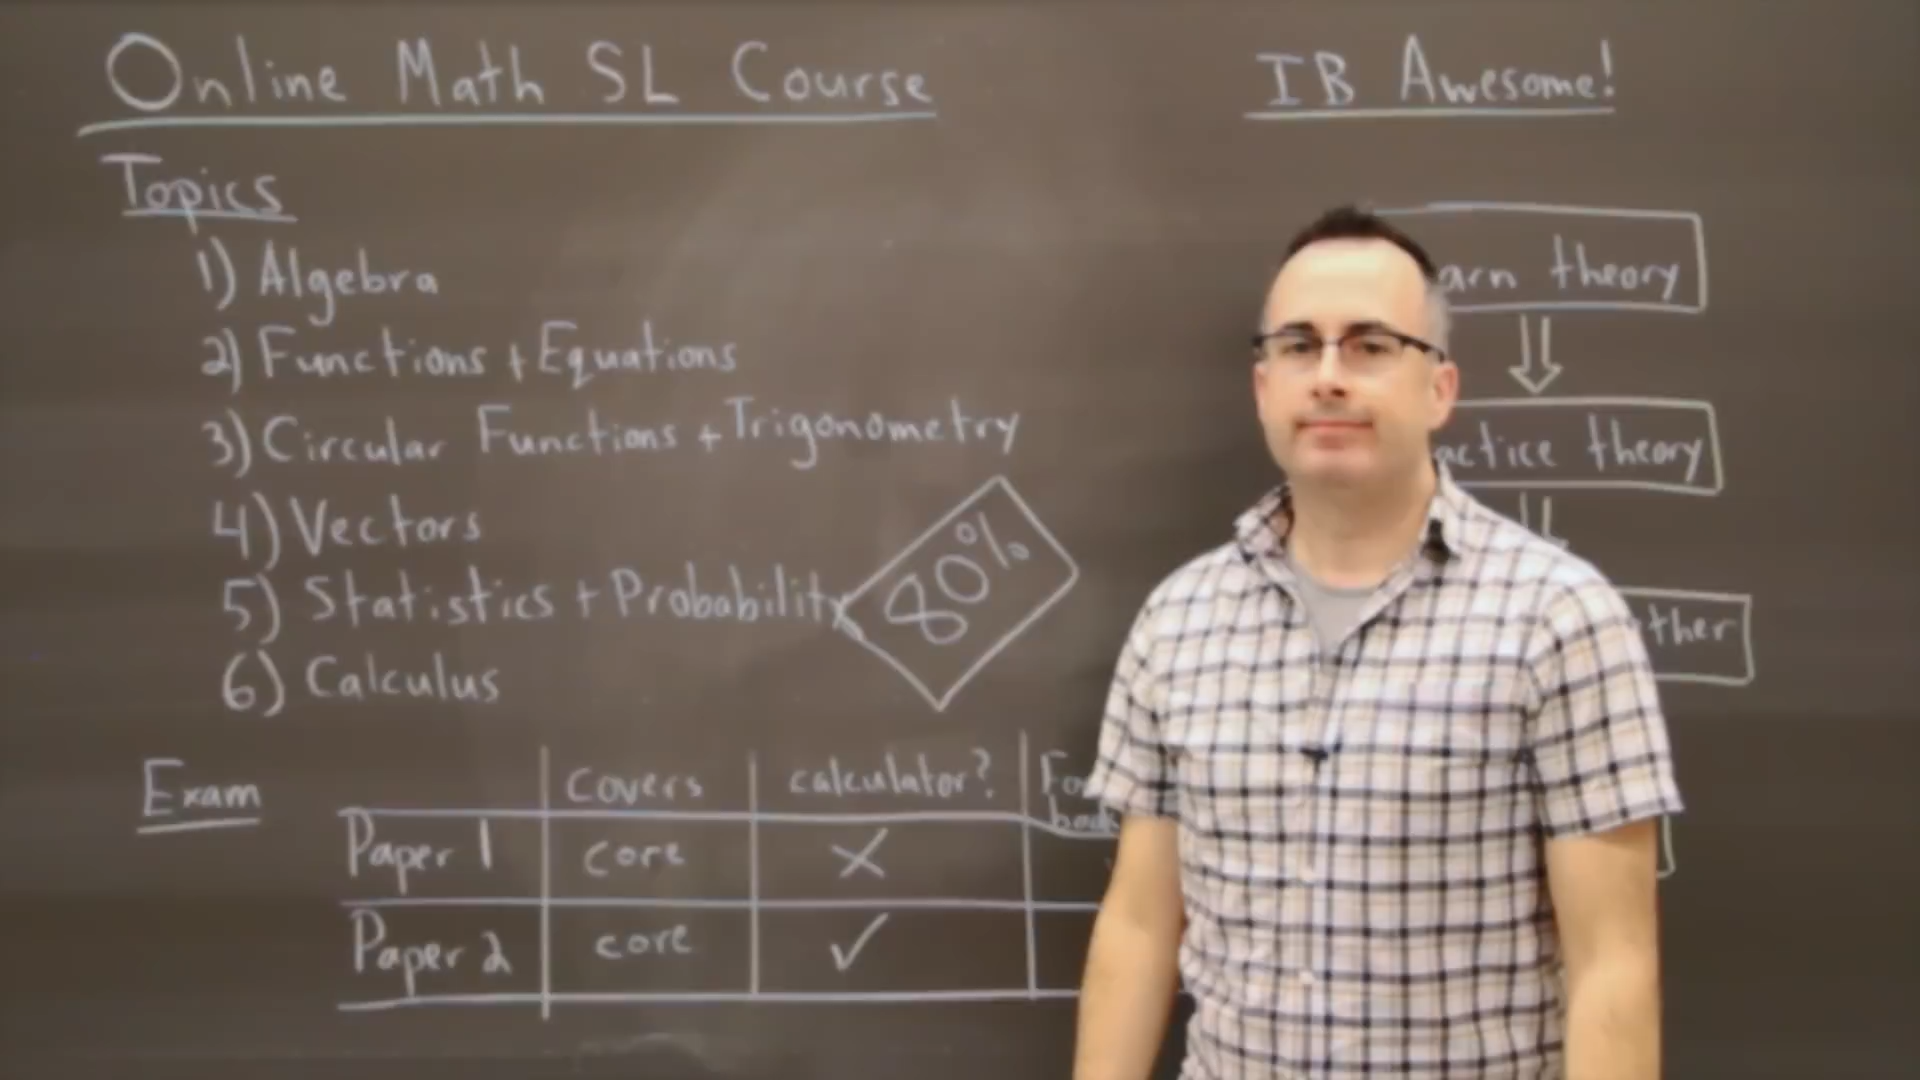 Online Math SL Course
Topics
1) Algebra
2) Functions + Equations
3) Circular Functions + Trigonometry
4) Vectors
5) Statistics + Probability
6) Calculus
80%
Exam
covers calculator?
Paper 1 core X
Paper 2 core ✓
IB Awesome!
theory
theory